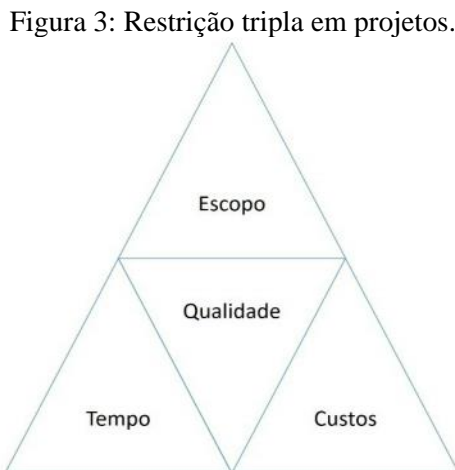 Figura 3: Restrição tripla em projetos.
Escopo
Qualidade
Tempo
Custos